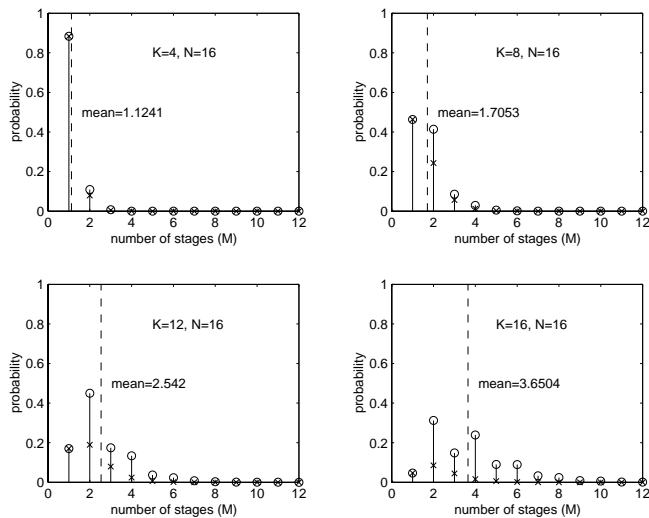 K=4, N=16
mean=1.1241
probability
1
0.8
0.6
0.4
0.2
0
0 2 4 6 8 10 12
number of stages (M)
K=8, N=16
mean=1.7053
probability
1
0.8
0.6
0.4
0.2
0
0 2 4 6 8 10 12
number of stages (M)
K=12, N=16
mean=2.542
probability
1
0.8
0.6
0.4
0.2
0
0 2 4 6 8 10 12
number of stages (M)
K=16, N=16
mean=3.6504
probability
1
0.8
0.6
0.4
0.2
0
0 2 4 6 8 10 12
number of stages (M)